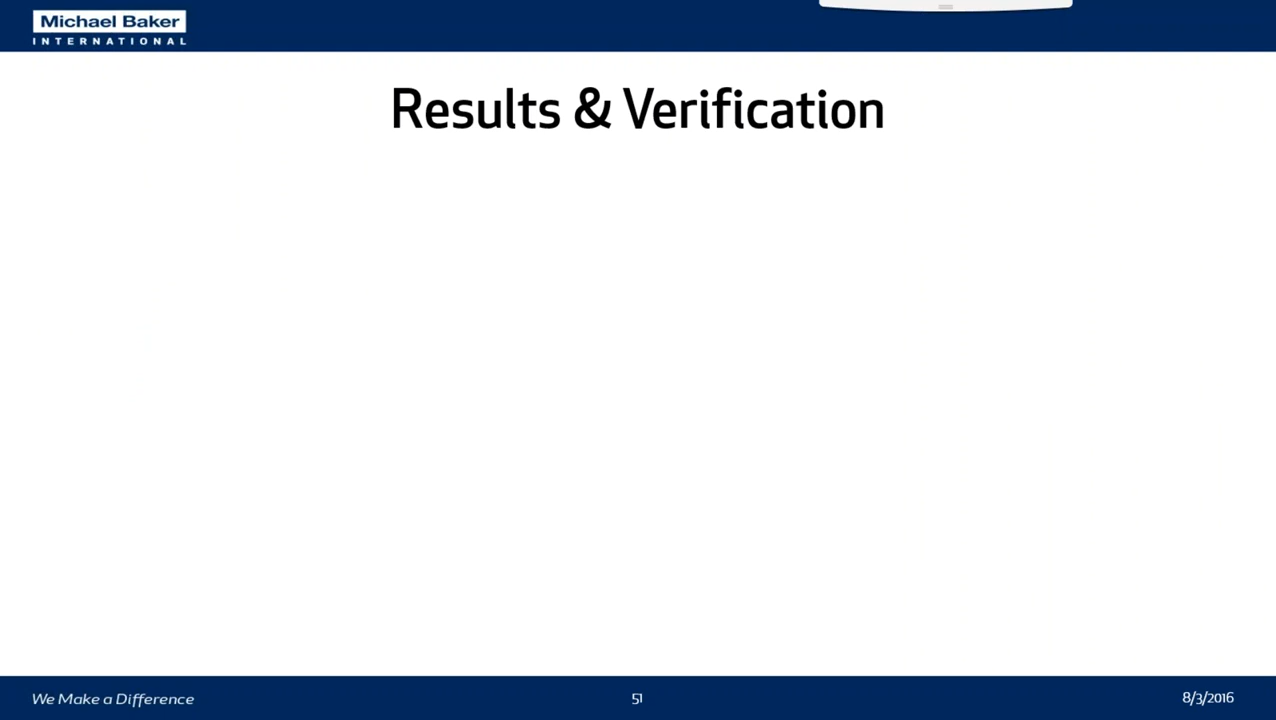 Michael Baker
INTERNATIONAL
Results & Verification
We Make a Difference
51
8/3/2016